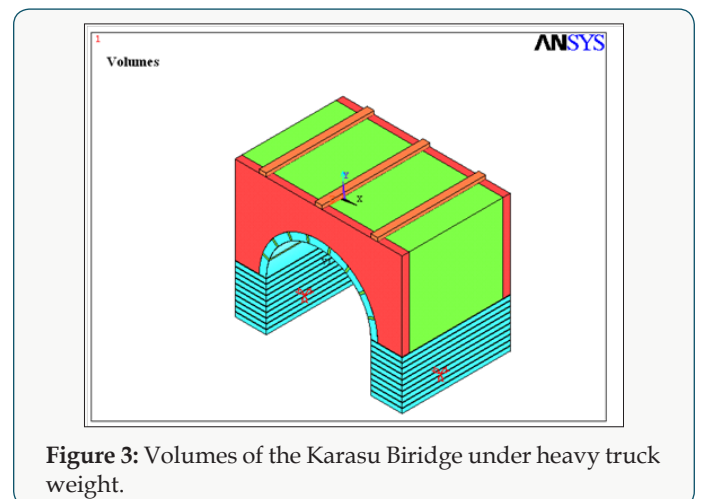 1
ANSYS
Volumes
Y
X
Figure 3: Volumes of the Karasu Biridge under heavy truck
weight.